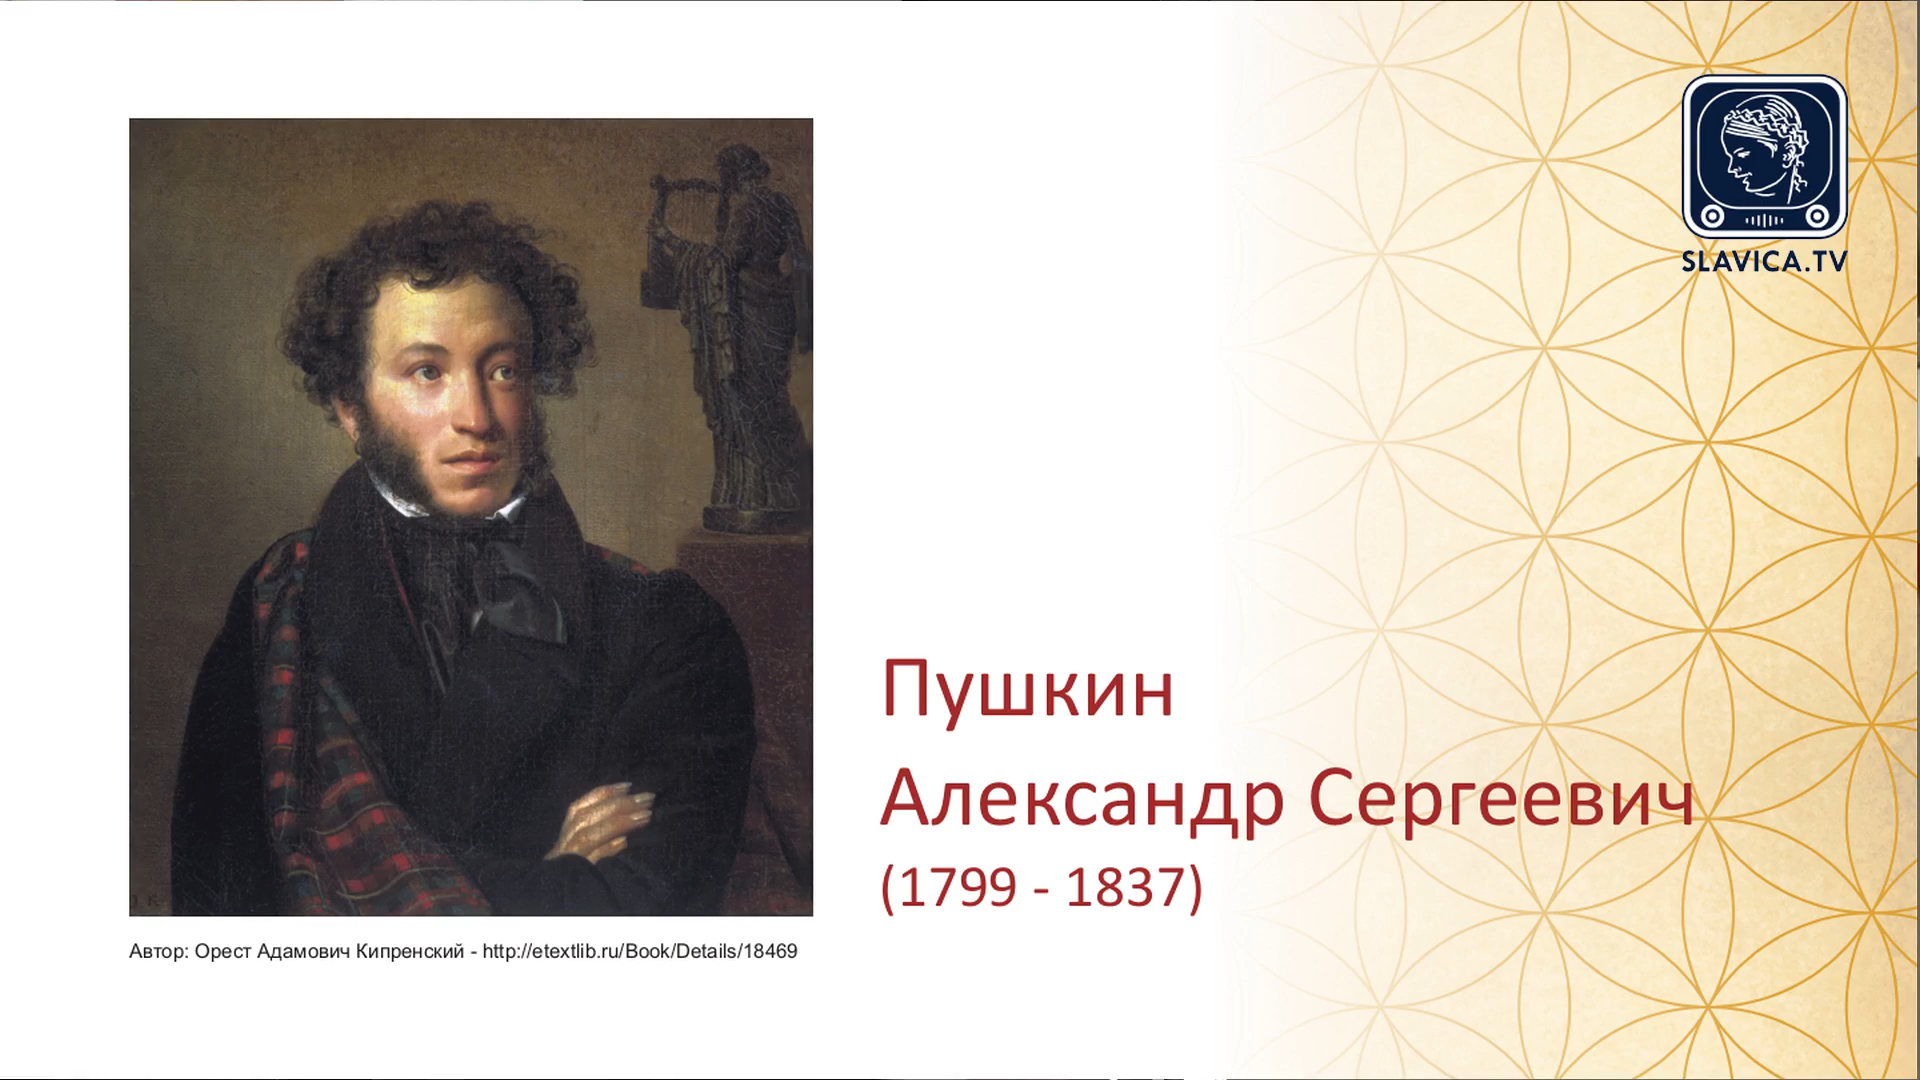 SLAVICA.TV
Пушкин
Александр Сергеевич
(1799 - 1837)
Автор: Орест Адамович Кипренский - http://etextlib.ru/Book/Details/18469